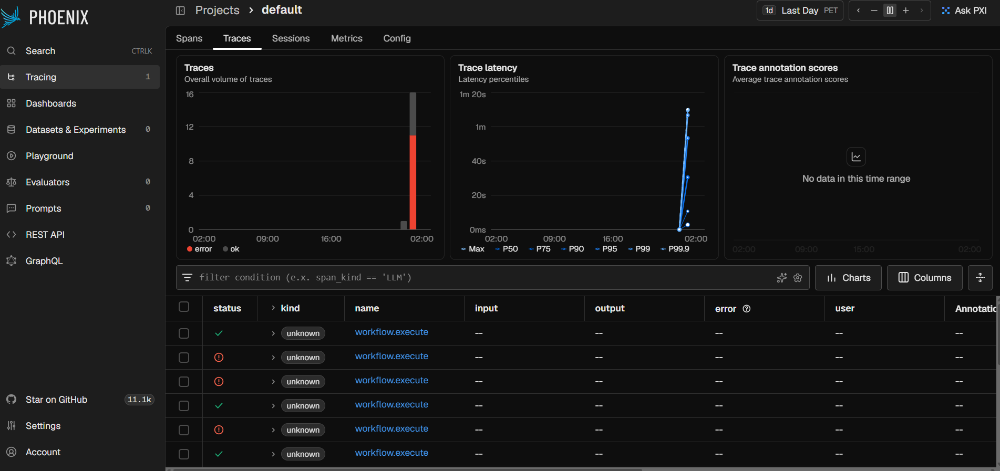 PHOENIX
Projects > default
1d Last Day PET
Ask PXI
Search CTRLK
Tracing 1
Dashboards
Datasets & Experiments 0
Playground
Evaluators 0
Prompts 0
REST API
GraphQL
Star on GitHub 11.1k
Settings
Account
Spans Traces Sessions Metrics Config
Traces
Overall volume of traces
16
12
8
4
0
02:00 09:00 16:00 02:00
error ok
Trace latency
Latency percentiles
1m 20s
1m
40s
20s
0ms
02:00 09:00 16:00 02:00
Max P50 P75 P90 P95 P99 P99.9
Trace annotation scores
Average trace annotation scores
No data in this time range
02:00 09:00 15:00 02:00
filter condition (e.x. span_kind == 'LLM')
Charts
Columns
status kind name input output error user Annotatio
unknown workflow.execute -- -- -- -- --
unknown workflow.execute -- -- -- -- --
unknown workflow.execute -- -- -- -- --
unknown workflow.execute -- -- -- -- --
unknown workflow.execute -- -- -- -- --
unknown workflow.execute -- -- -- -- --